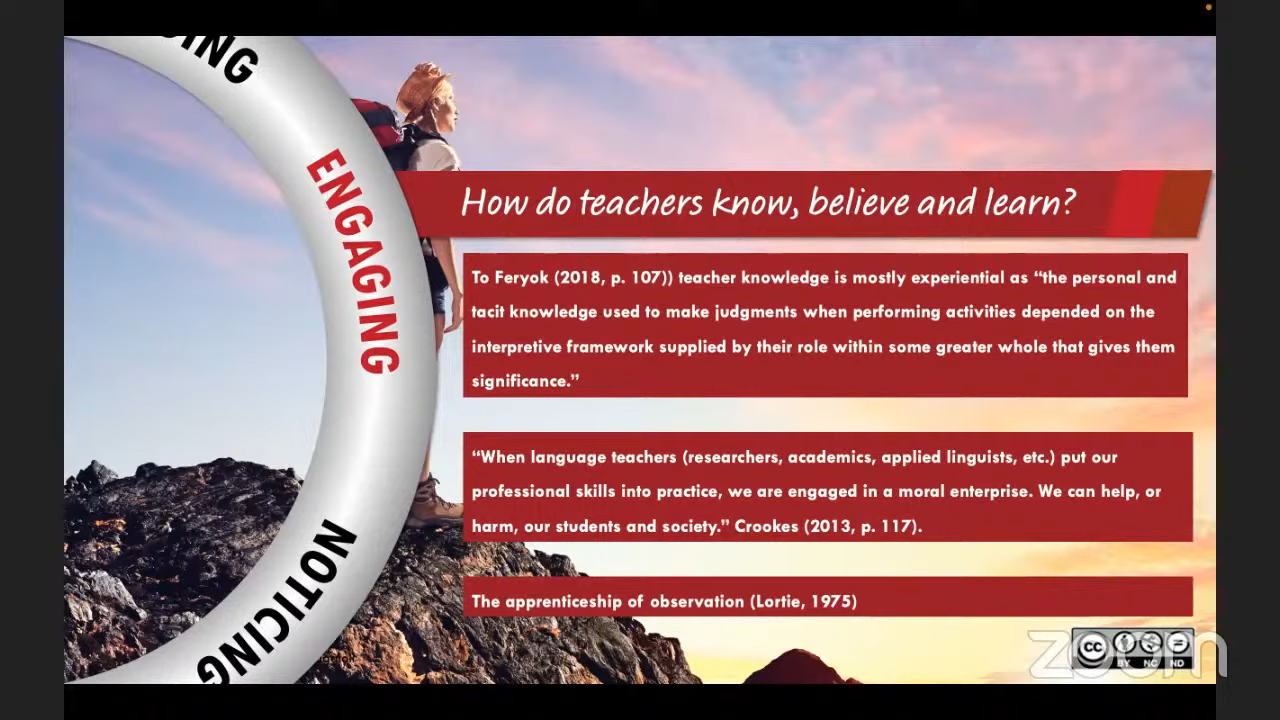 ENGAGING
NOTICING
How do teachers know, believe and learn?
To Feryok (2018, p. 107)) teacher knowledge is mostly experiential as “the personal and
tacit knowledge used to make judgments when performing activities depended on the
interpretive framework supplied by their role within some greater whole that gives them
significance.”
“When language teachers (researchers, academics, applied linguists, etc.) put our
professional skills into practice, we are engaged in a moral enterprise. We can help, or
harm, our students and society.” Crookes (2013, p. 117).
The apprenticeship of observation (Lortie, 1975)
zoom
cc
BY NC ND